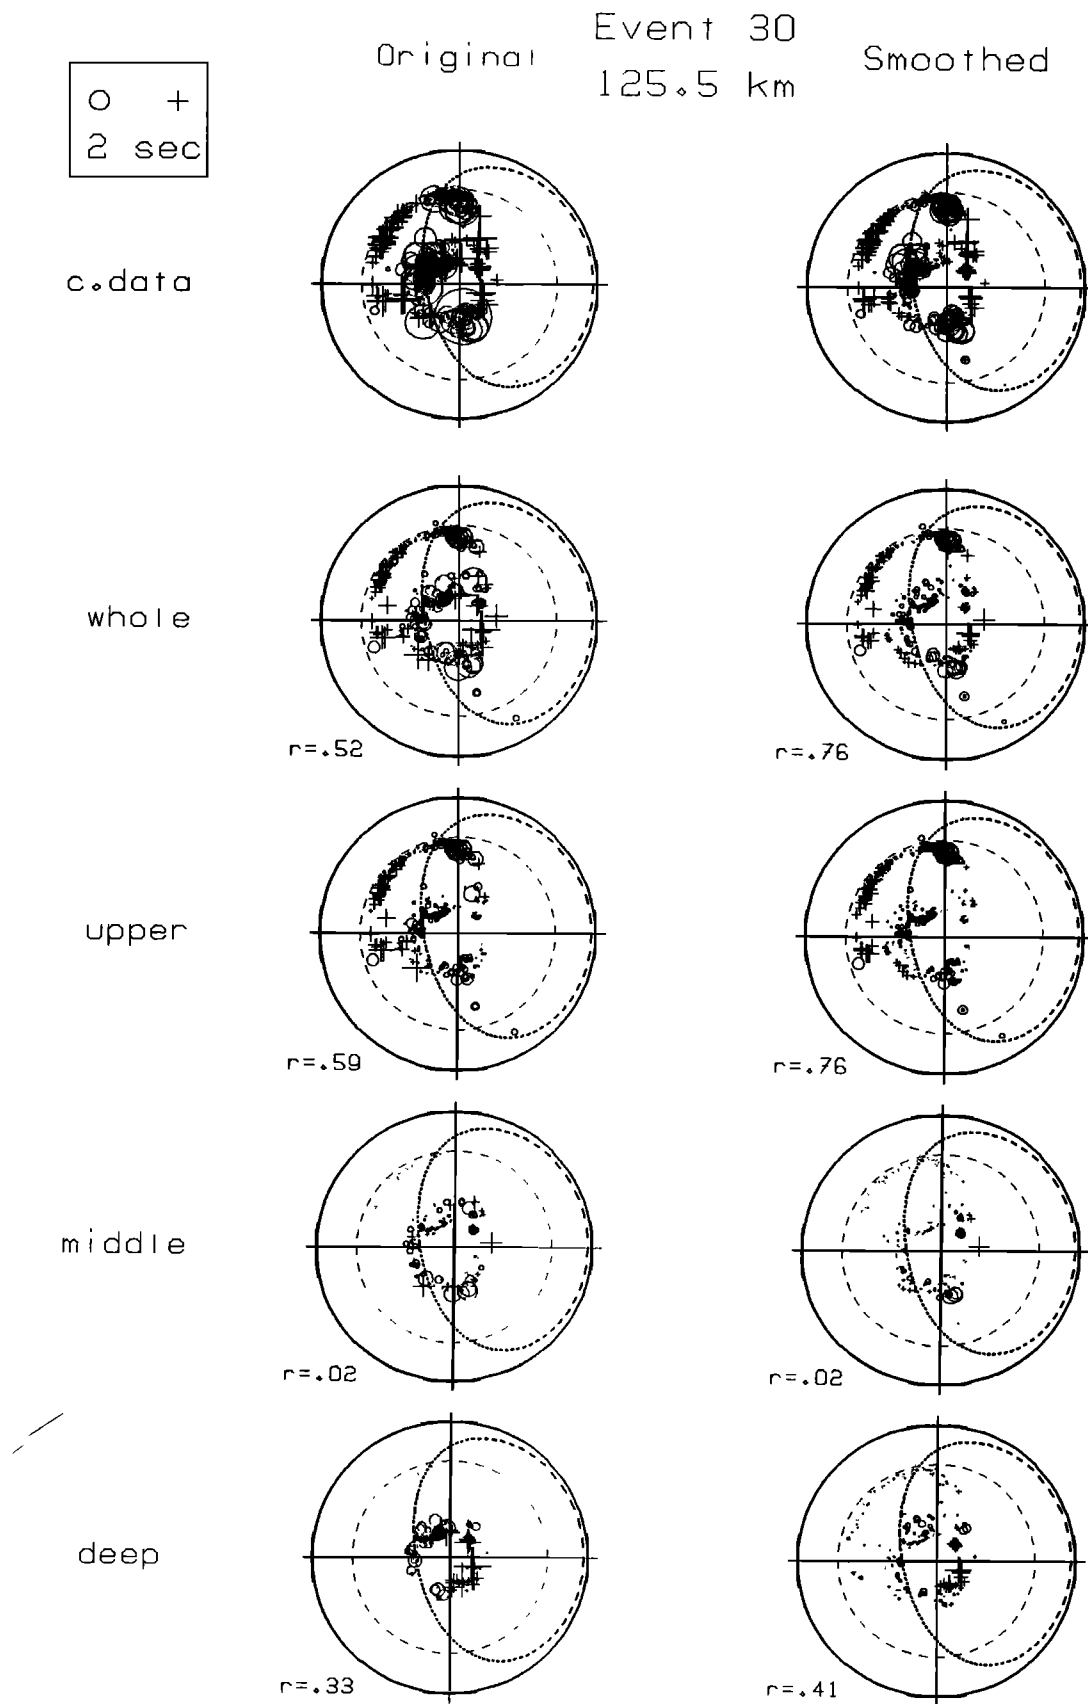 Event 30
Original
Smoothed
125.5 km
O +
2 sec
c.data
whole
r=.52
r=.76
upper
r=.59
r=.76
middle
r=.02
r=.02
deep
r=.33
r=.41